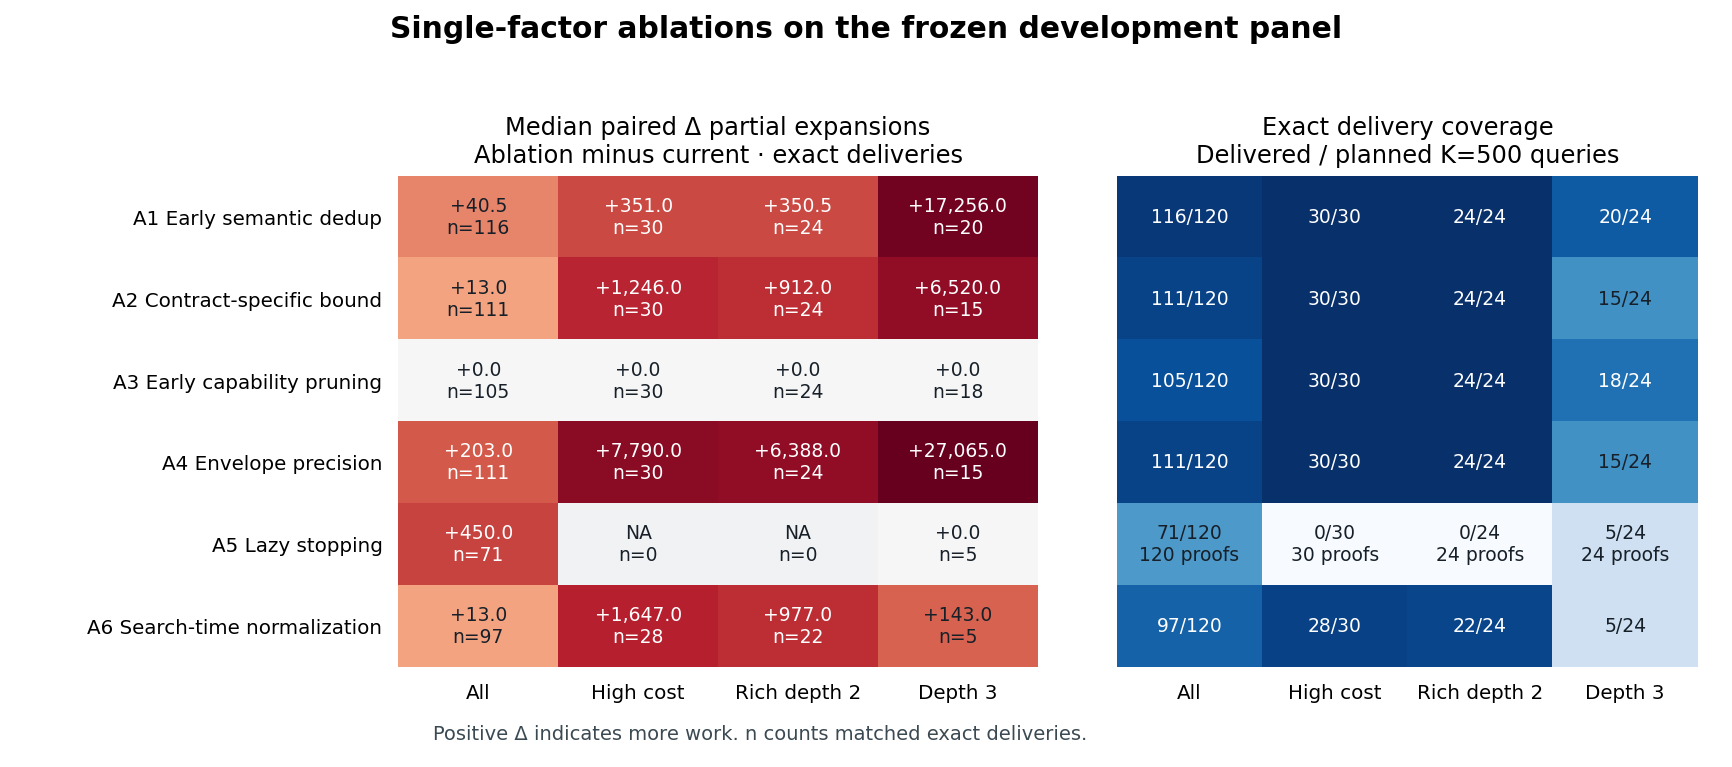 Single-factor ablations on the frozen development panel
Median paired Δ partial expansions
Ablation minus current · exact deliveries
Exact delivery coverage
Delivered / planned K=500 queries
A1 Early semantic dedup
+40.5
n=116
+351.0
n=30
+350.5
n=24
+17,256.0
n=20
116/120
30/30
24/24
20/24
A2 Contract-specific bound
+13.0
n=111
+1,246.0
n=30
+912.0
n=24
+6,520.0
n=15
111/120
30/30
24/24
15/24
A3 Early capability pruning
+0.0
n=105
+0.0
n=30
+0.0
n=24
+0.0
n=18
105/120
30/30
24/24
18/24
A4 Envelope precision
+203.0
n=111
+7,790.0
n=30
+6,388.0
n=24
+27,065.0
n=15
111/120
30/30
24/24
15/24
A5 Lazy stopping
+450.0
n=71
NA
n=0
NA
n=0
+0.0
n=5
71/120
120 proofs
0/30
30 proofs
0/24
24 proofs
5/24
24 proofs
A6 Search-time normalization
+13.0
n=97
+1,647.0
n=28
+977.0
n=22
+143.0
n=5
97/120
28/30
22/24
5/24
All
High cost
Rich depth 2
Depth 3
All
High cost
Rich depth 2
Depth 3
Positive Δ indicates more work. n counts matched exact deliveries.